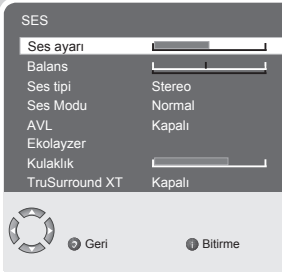 SES
Ses ayarı
Balans
Ses tipi Stereo
Ses Modu Normal
AVL Kapalı
Ekolayzer
Kulaklık
TruSurround XT Kapalı
Geri Bitirme